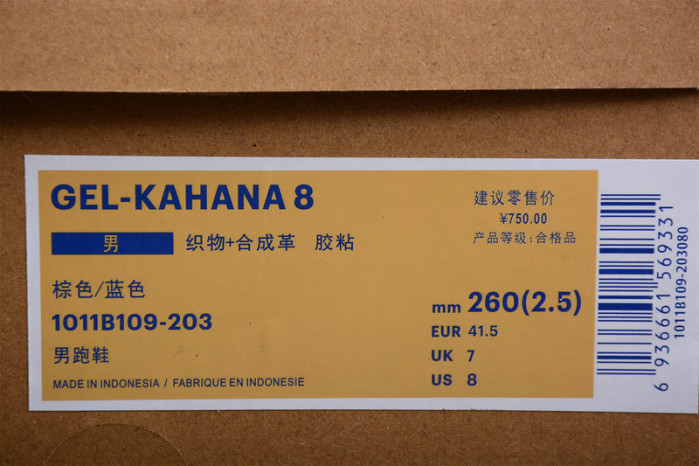 GEL-KAHANA 8
男 织物+合成革 胶粘
建议零售价
¥750.00
产品等级:合格品
棕色/蓝色
1011B109-203
男跑鞋
MADE IN INDONESIA / FABRIQUE EN INDONESIE
mm 260(2.5)
EUR 41.5
UK 7
US 8
6 936661 569331
1011B109-203080